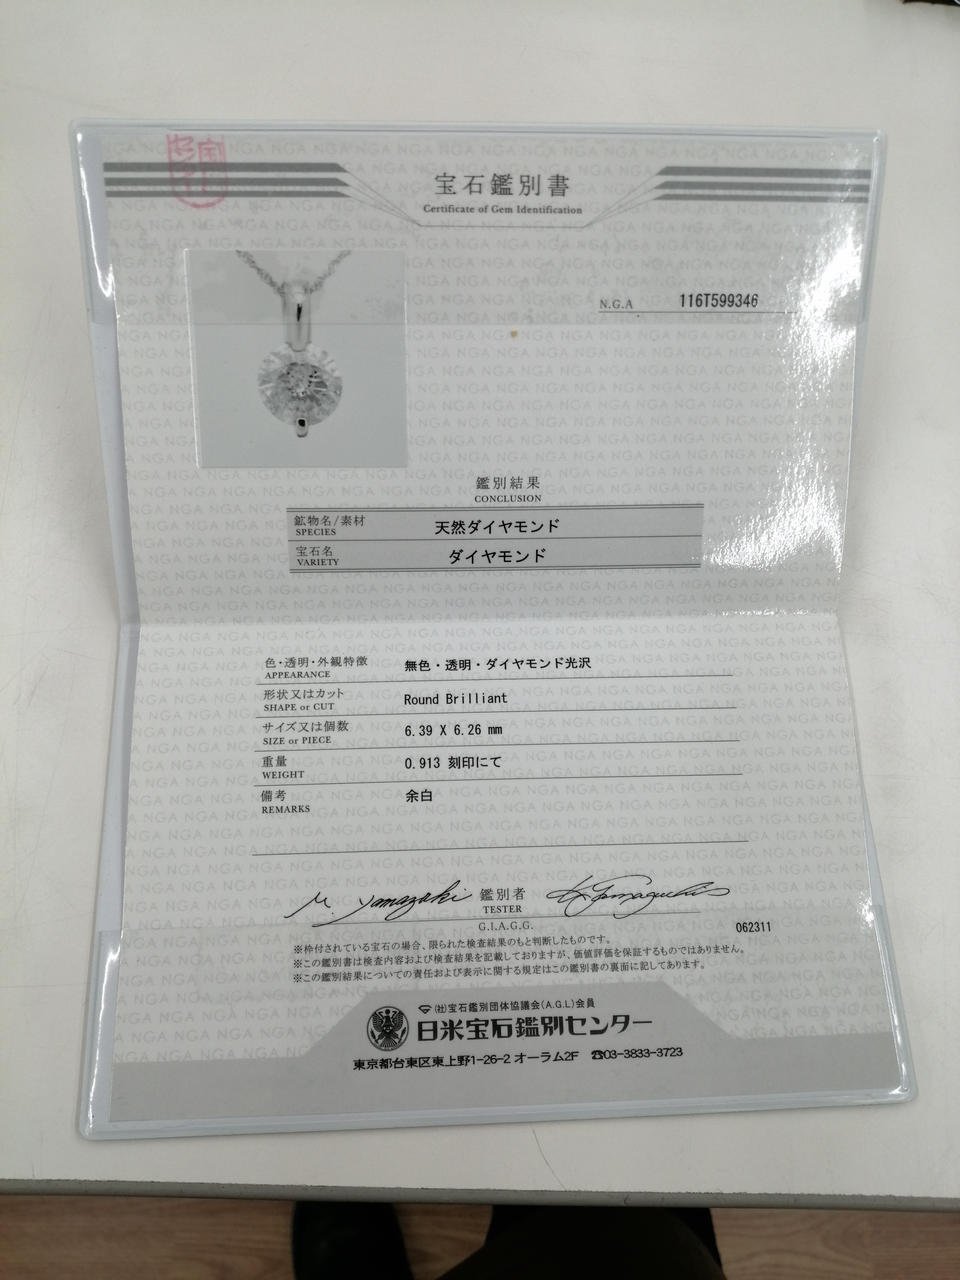 宝石鑑別書
Certificate of Gem Identification
N.G.A 116T599346
鑑別結果
CONCLUSION
鉱物名/素材 天然ダイヤモンド
SPECIES
宝石名 ダイヤモンド
VARIETY
色・透明・外観特徴 無色・透明・ダイヤモンド光沢
APPEARANCE
形状又はカット Round Brilliant
SHAPE or CUT
サイズ又は個数 6.39 X 6.26 mm
SIZE or PIECE
重量 0.913 刻印にて
WEIGHT
備考 余白
REMARKS
M. Yamazaki 鑑別者
TESTER
G.I.A.G.G.
062311
※枠付されている宝石の場合、限られた検査結果のもと判断したものです。
※この鑑別書は検査内容および検査結果を記載しておりますが、価値評価を保証するものではありません。
※この鑑別結果についての責任および表示に関する規定はこの鑑別書の裏面に記してあります。
(社)宝石鑑別団体協議会(A.G.L)会員
日米宝石鑑別センター
東京都台東区東上野1-26-2 オーラム2F ☎03-3833-3723